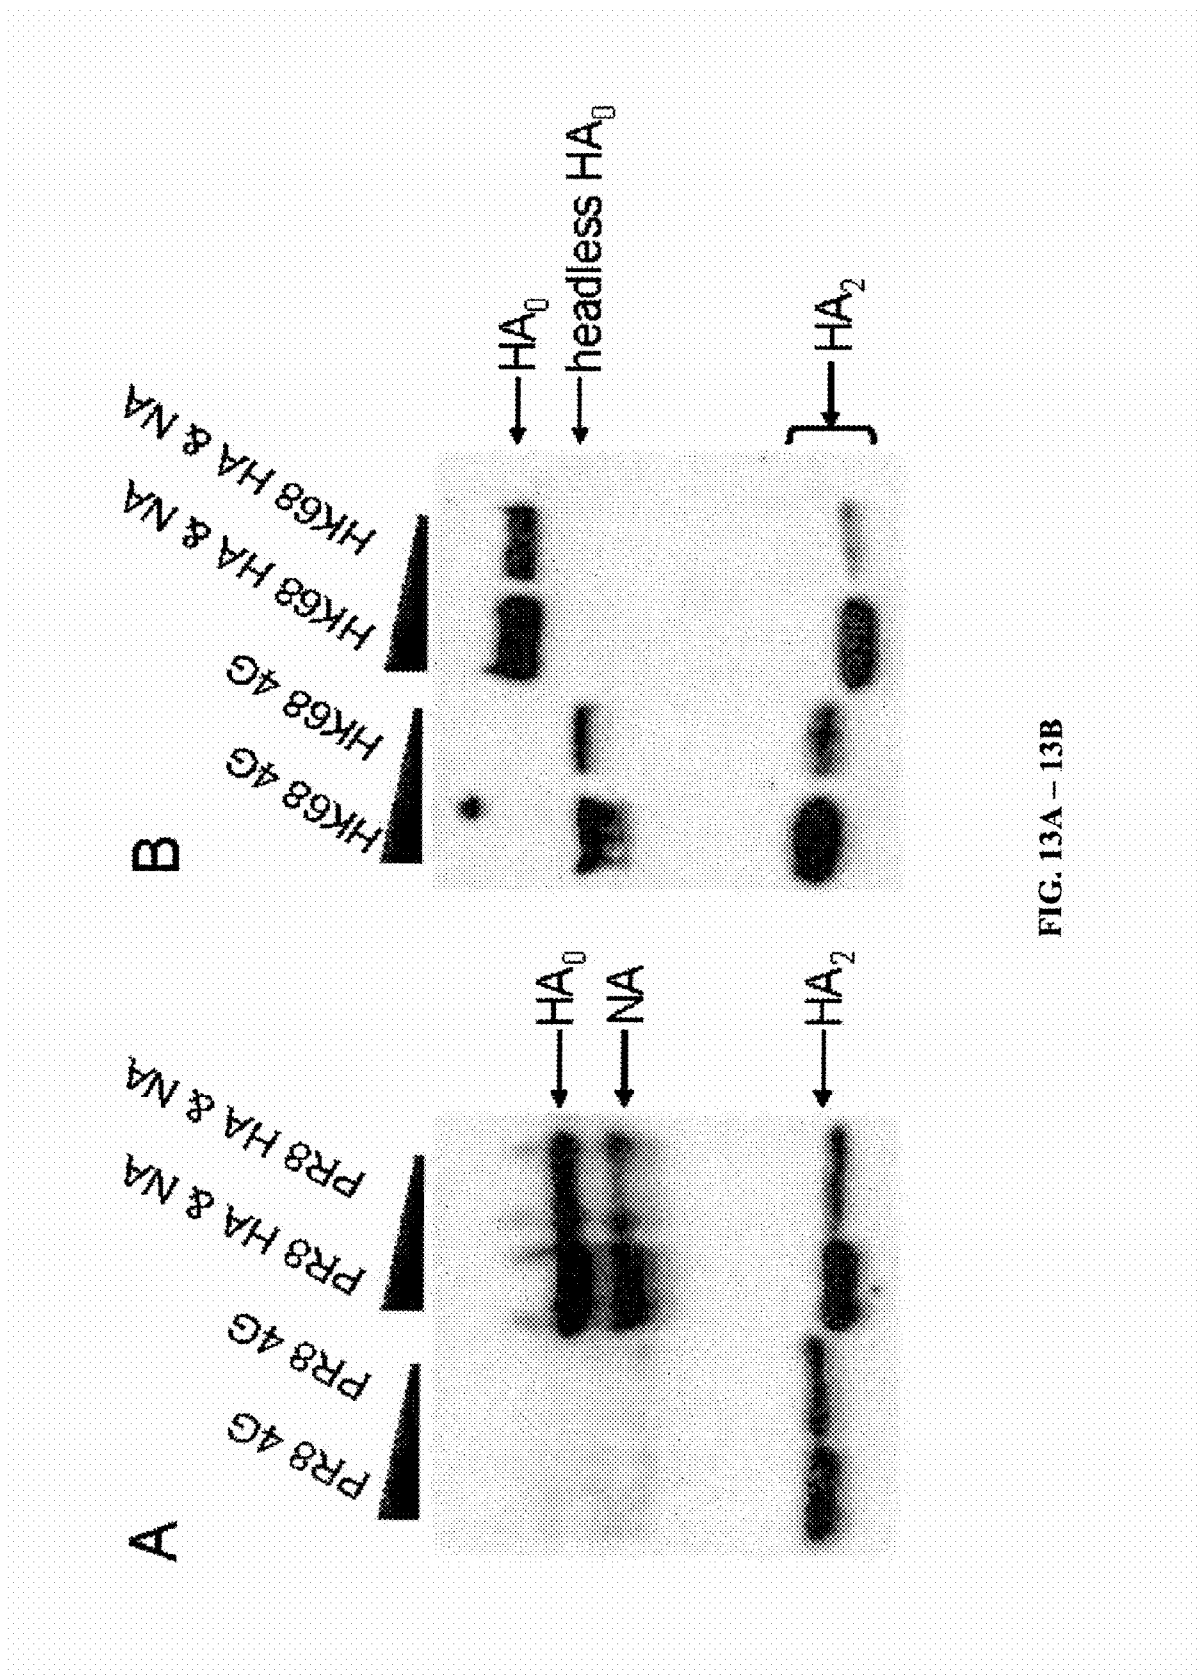 A
PR8 4G
PR8 4G
PR8 HA & NA
PR8 HA & NA
HA0
NA
HA2
B
HK68 4G
HK68 4G
HK68 HA & NA
HK68 HA & NA
HA0
headless HA0
HA2
FIG. 13A – 13B